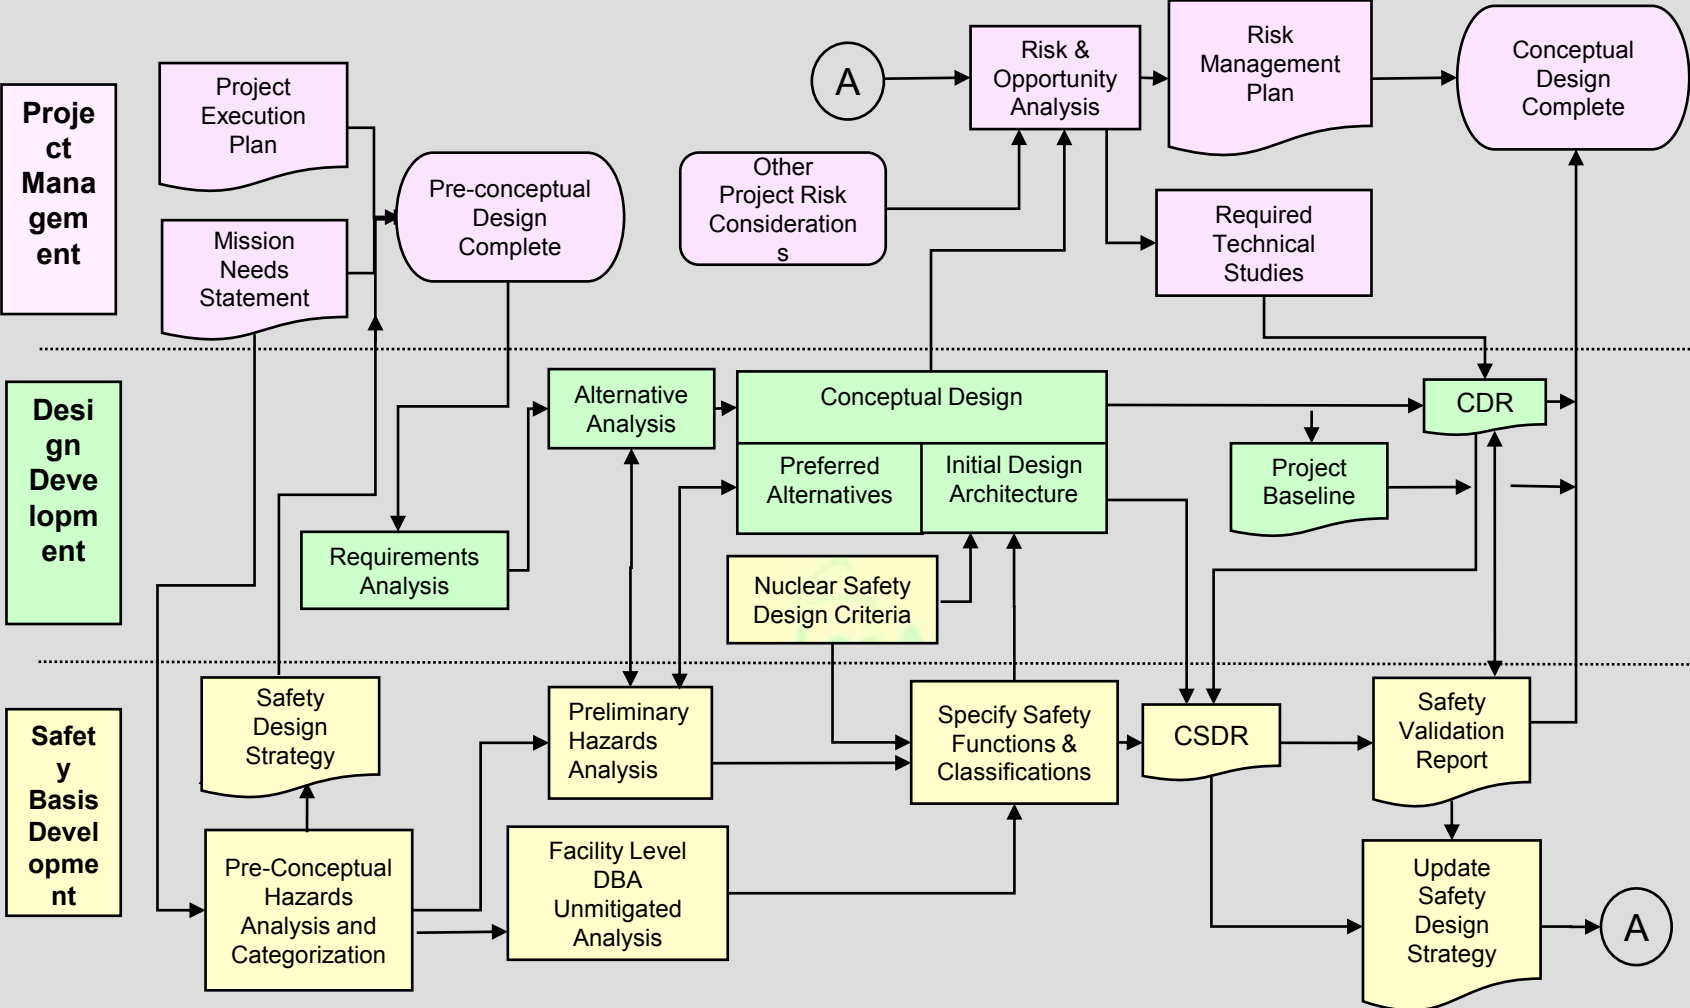 Proje
ct
Mana
gem
ent
Project
Execution
Plan
Mission
Needs
Statement
Pre-conceptual
Design
Complete
A
Other
Project Risk
Consideration
s
Risk &
Opportunity
Analysis
Risk
Management
Plan
Conceptual
Design
Complete
Required
Technical
Studies
Desi
gn
Deve
lopm
ent
Requirements
Analysis
Alternative
Analysis
Conceptual Design
Preferred
Alternatives
Initial Design
Architecture
Nuclear Safety
Design Criteria
CDR
Project
Baseline
Safet
y
Basis
Devel
opme
nt
Safety
Design
Strategy
Pre-Conceptual
Hazards
Analysis and
Categorization
Preliminary
Hazards
Analysis
Facility Level
DBA
Unmitigated
Analysis
Specify Safety
Functions &
Classifications
CSDR
Safety
Validation
Report
Update
Safety
Design
Strategy
A